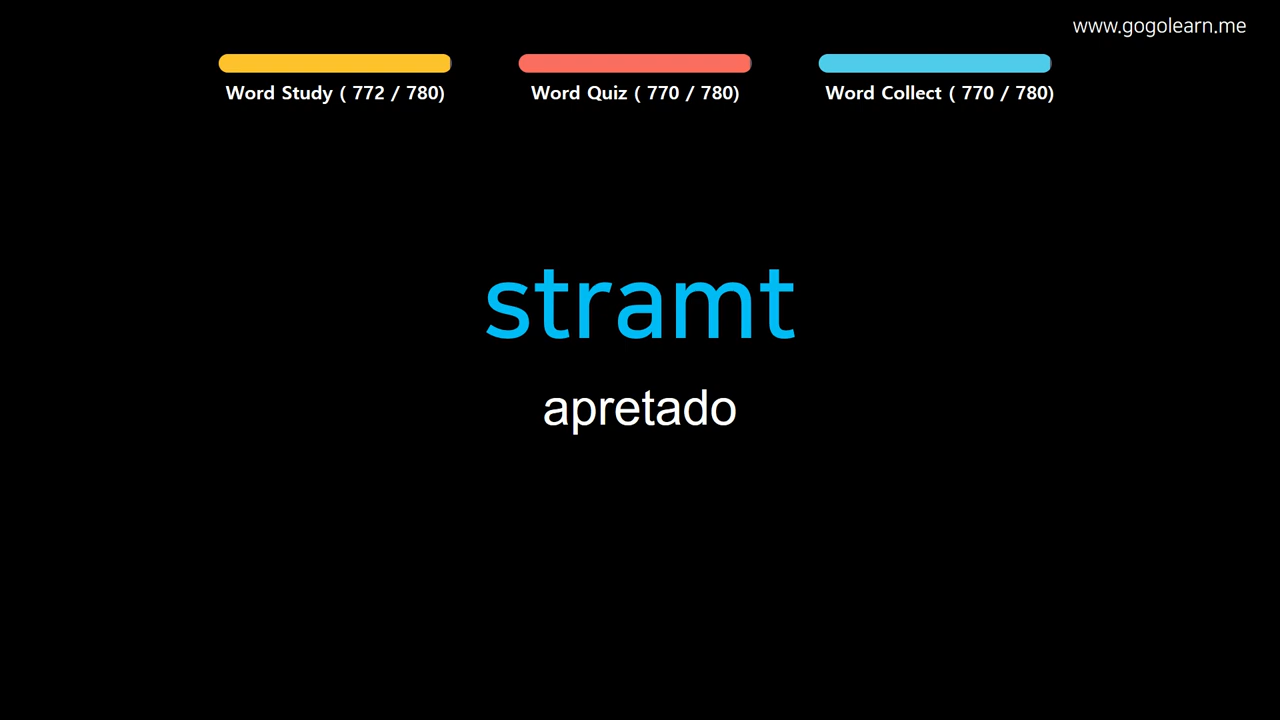 www.gogolearn.me
Word Study ( 772 / 780)
Word Quiz ( 770 / 780)
Word Collect ( 770 / 780)
stramt
apretado